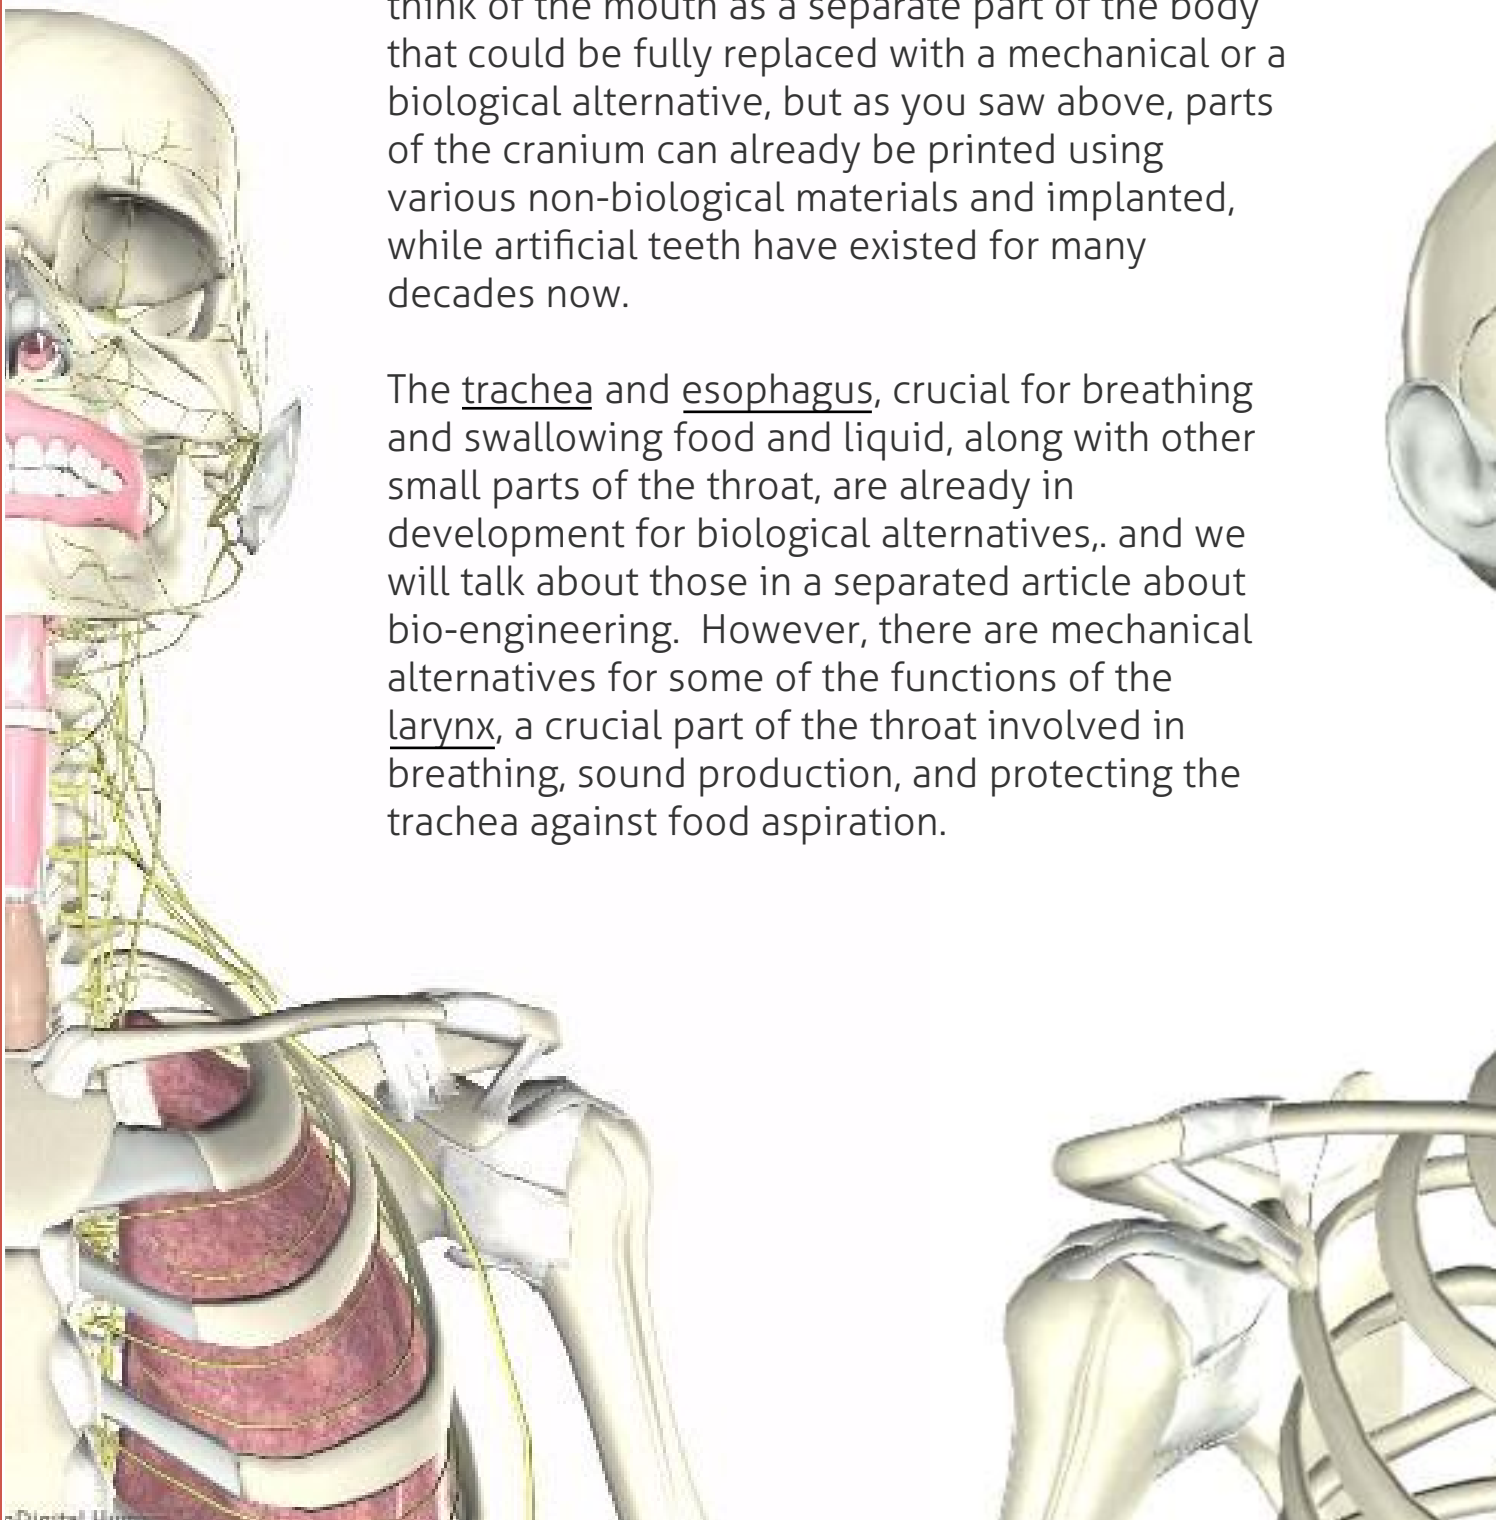 think of the mouth as a separate part of the body
that could be fully replaced with a mechanical or a
biological alternative, but as you saw above, parts
of the cranium can already be printed using
various non-biological materials and implanted,
while artificial teeth have existed for many
decades now.
The trachea and esophagus, crucial for breathing
and swallowing food and liquid, along with other
small parts of the throat, are already in
development for biological alternatives,. and we
will talk about those in a separated article about
bio-engineering.  However, there are mechanical
alternatives for some of the functions of the
larynx, a crucial part of the throat involved in
breathing, sound production, and protecting the
trachea against food aspiration.